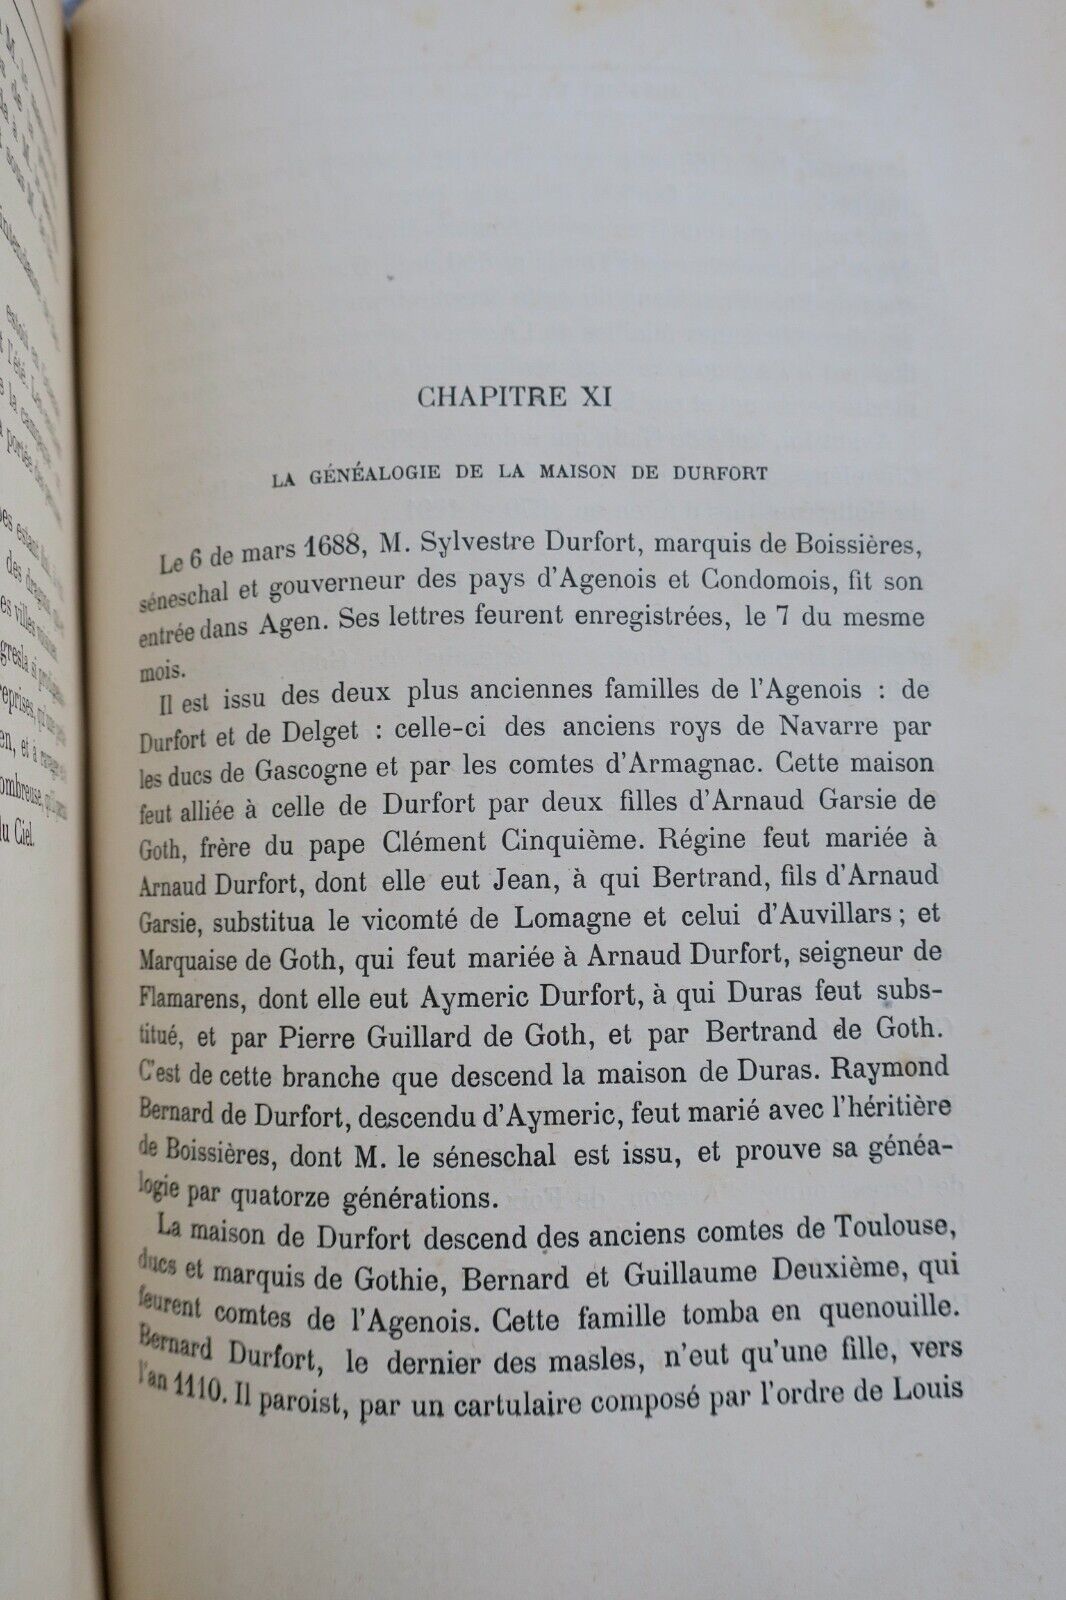 CHAPITRE XI
LA GÉNÉALOGIE DE LA MAISON DE DURFORT
Le 6 de mars 1688, M. Sylvestre Durfort, marquis de Boissières,
séneschal et gouverneur des pays d'Agenois et Condomois, fit son
entrée dans Agen. Ses lettres feurent enregistrées, le 7 du mesme
mois.
Il est issu des deux plus anciennes familles de l'Agenois : de
Durfort et de Delget : celle-ci des anciens roys de Navarre par
les ducs de Gascogne et par les comtes d'Armagnac. Cette maison
feut alliée à celle de Durfort par deux filles d'Arnaud Garsie de
Goth, frère du pape Clément Cinquième. Régine feut mariée à
Arnaud Durfort, dont elle eut Jean, à qui Bertrand, fils d'Arnaud
Garsie, substitua le vicomté de Lomagne et celui d'Auvillars ; et
Marquaise de Goth, qui feut mariée à Arnaud Durfort, seigneur de
Flamarens, dont elle eut Aymeric Durfort, à qui Duras feut subs-
titué, et par Pierre Guillard de Goth, et par Bertrand de Goth.
C'est de cette branche que descend la maison de Duras. Raymond
Bernard de Durfort, descendu d'Aymeric, feut marié avec l'héritière
de Boissières, dont M. le séneschal est issu, et prouve sa généa-
logie par quatorze générations.
La maison de Durfort descend des anciens comtes de Toulouse,
ducs et marquis de Gothie, Bernard et Guillaume Deuxième, qui
feurent comtes de l'Agenois. Cette famille tomba en quenouille.
Bernard Durfort, le dernier des masles, n'eut qu'une fille, vers
l'an 1110. Il paroist, par un cartulaire composé par l'ordre de Louis